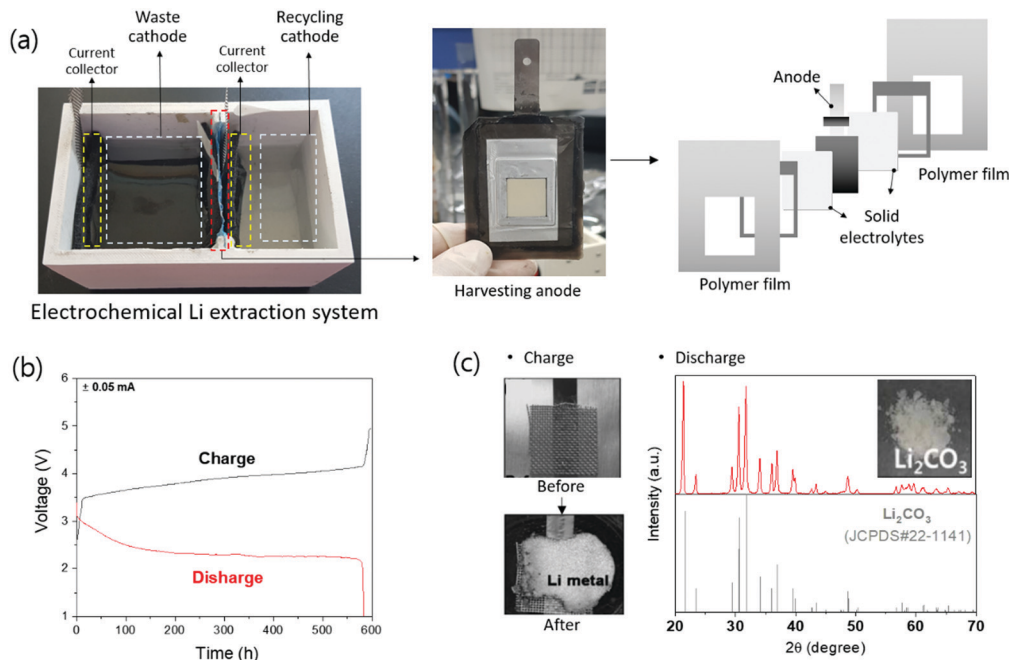 (a)
Waste
cathode
Recycling
cathode
Current
collector
Current
collector
Electrochemical Li extraction system
Harvesting anode
Anode
Polymer film
Solid
electrolytes
Polymer film
(b)
± 0.05 mA
Charge
Disharge
Voltage (V)
6
5
4
3
2
1
0
100
200
300
400
500
600
Time (h)
(c)
• Charge
Before
Li metal
After
• Discharge
Li₂CO₃
Li₂CO₃
(JCPDS#22-1141)
Intensity (a.u.)
20
30
40
50
60
70
2θ (degree)